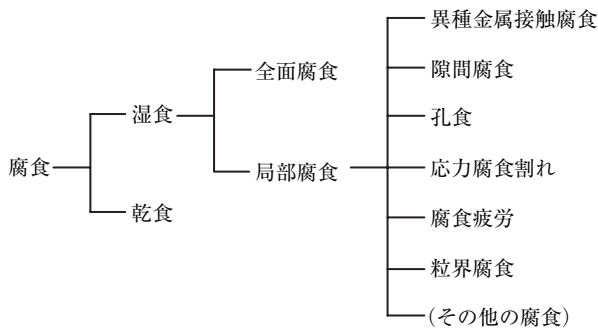 腐食
湿食
乾食
全面腐食
局部腐食
異種金属接触腐食
隙間腐食
孔食
応力腐食割れ
腐食疲労
粒界腐食
(その他の腐食)